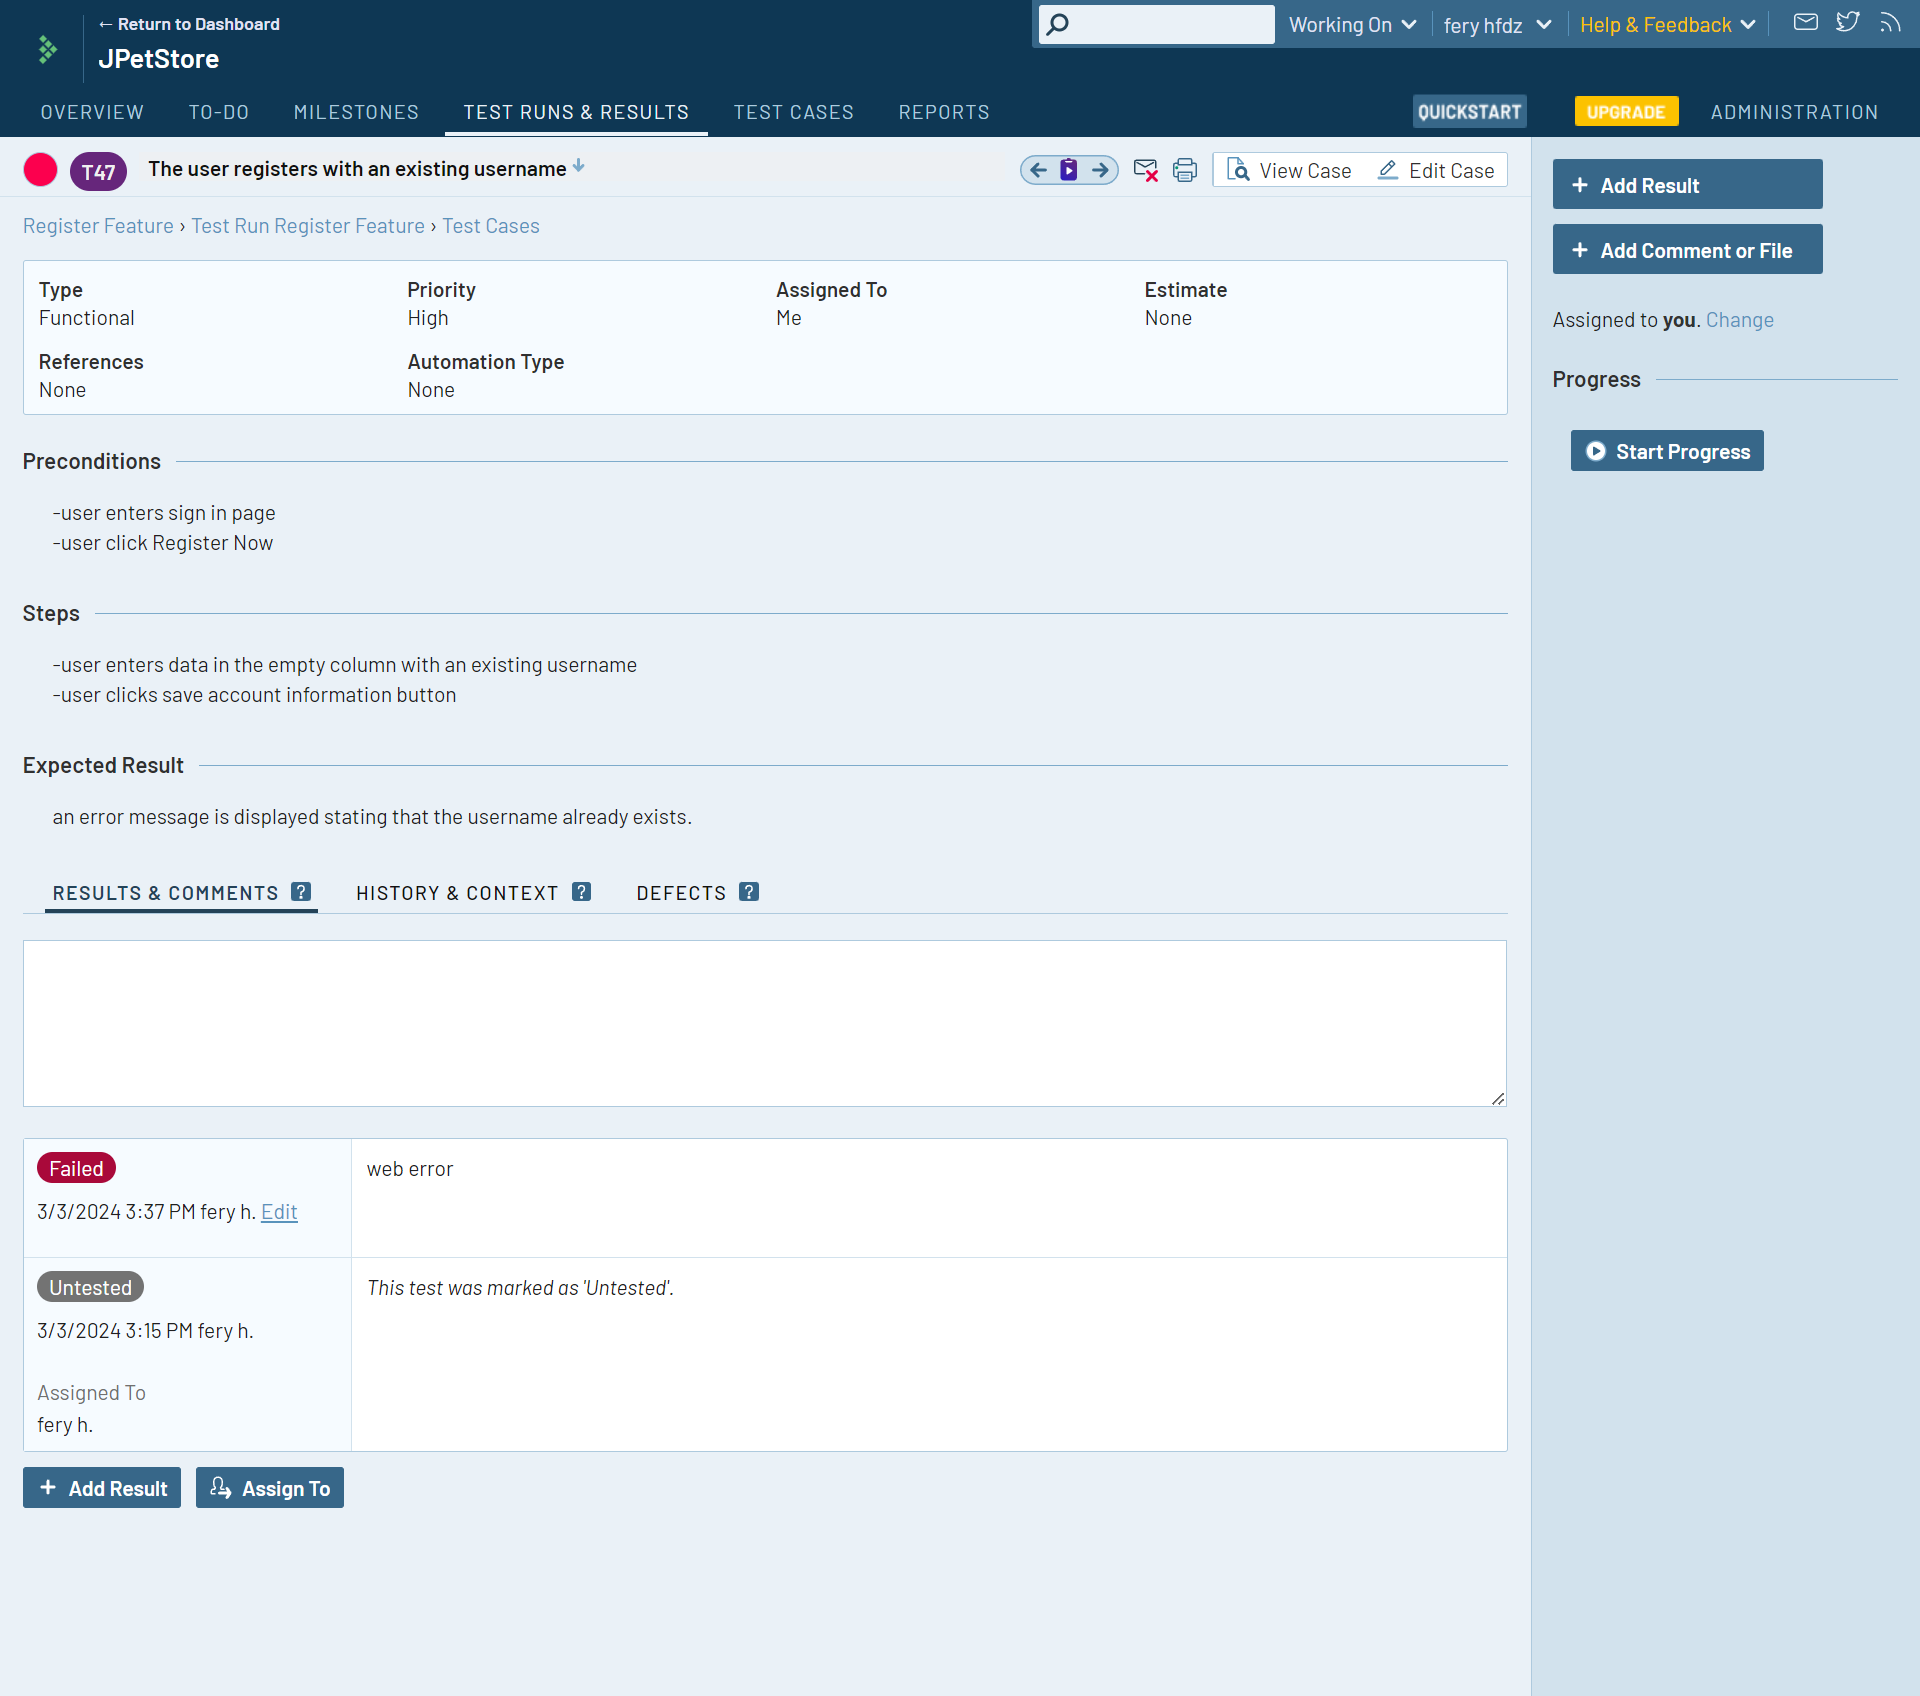 ← Return to Dashboard
JPetStore
Working On
fery hfdz
Help & Feedback
OVERVIEW
TO-DO
MILESTONES
TEST RUNS & RESULTS
TEST CASES
REPORTS
QUICKSTART
UPGRADE
ADMINISTRATION
T47
The user registers with an existing username
View Case
Edit Case
Register Feature › Test Run Register Feature › Test Cases
Type
Functional
Priority
High
Assigned To
Me
Estimate
None
References
None
Automation Type
None
Preconditions
-user enters sign in page
-user click Register Now
Steps
-user enters data in the empty column with an existing username
-user clicks save account information button
Expected Result
an error message is displayed stating that the username already exists.
RESULTS & COMMENTS ?
HISTORY & CONTEXT ?
DEFECTS ?
Failed
3/3/2024 3:37 PM fery h. Edit
web error
Untested
3/3/2024 3:15 PM fery h.
Assigned To
fery h.
This test was marked as 'Untested'.
+ Add Result
Assign To
+ Add Result
+ Add Comment or File
Assigned to you. Change
Progress
Start Progress